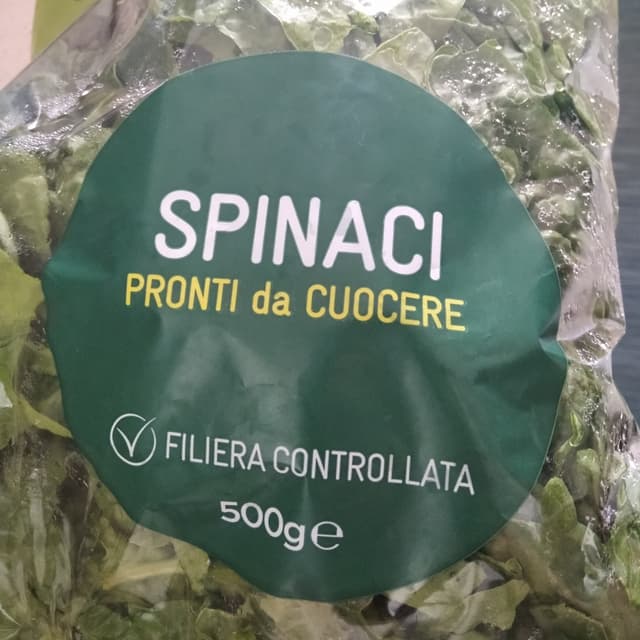 SPINACI
PRONTI da CUOCERE
FILIERA CONTROLLATA
500g℮